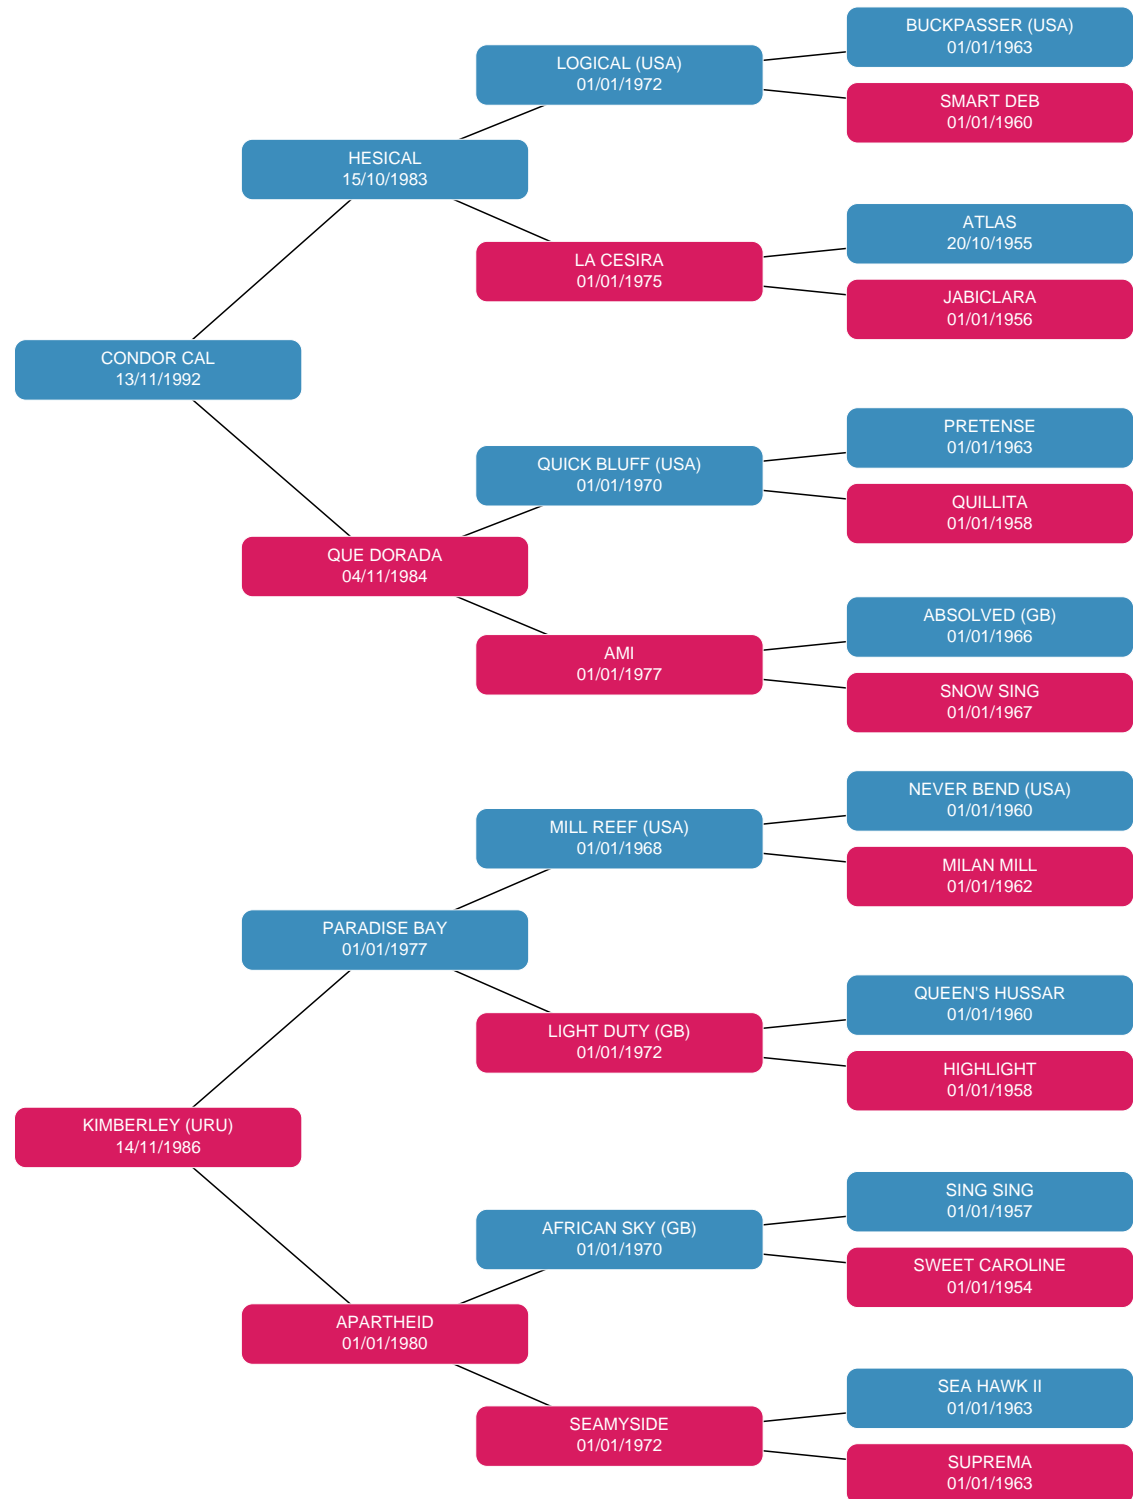 BUCKPASSER (USA)
01/01/1963
LOGICAL (USA)
01/01/1972
SMART DEB
01/01/1960
HESICAL
15/10/1983
ATLAS
20/10/1955
LA CESIRA
01/01/1975
JABICLARA
01/01/1956
CONDOR CAL
13/11/1992
PRETENSE
01/01/1963
QUICK BLUFF (USA)
01/01/1970
QUILLITA
01/01/1958
QUE DORADA
04/11/1984
ABSOLVED (GB)
01/01/1966
AMI
01/01/1977
SNOW SING
01/01/1967
NEVER BEND (USA)
01/01/1960
MILL REEF (USA)
01/01/1968
MILAN MILL
01/01/1962
PARADISE BAY
01/01/1977
QUEEN'S HUSSAR
01/01/1960
LIGHT DUTY (GB)
01/01/1972
HIGHLIGHT
01/01/1958
KIMBERLEY (URU)
14/11/1986
SING SING
01/01/1957
AFRICAN SKY (GB)
01/01/1970
SWEET CAROLINE
01/01/1954
APARTHEID
01/01/1980
SEA HAWK II
01/01/1963
SEAMYSIDE
01/01/1972
SUPREMA
01/01/1963